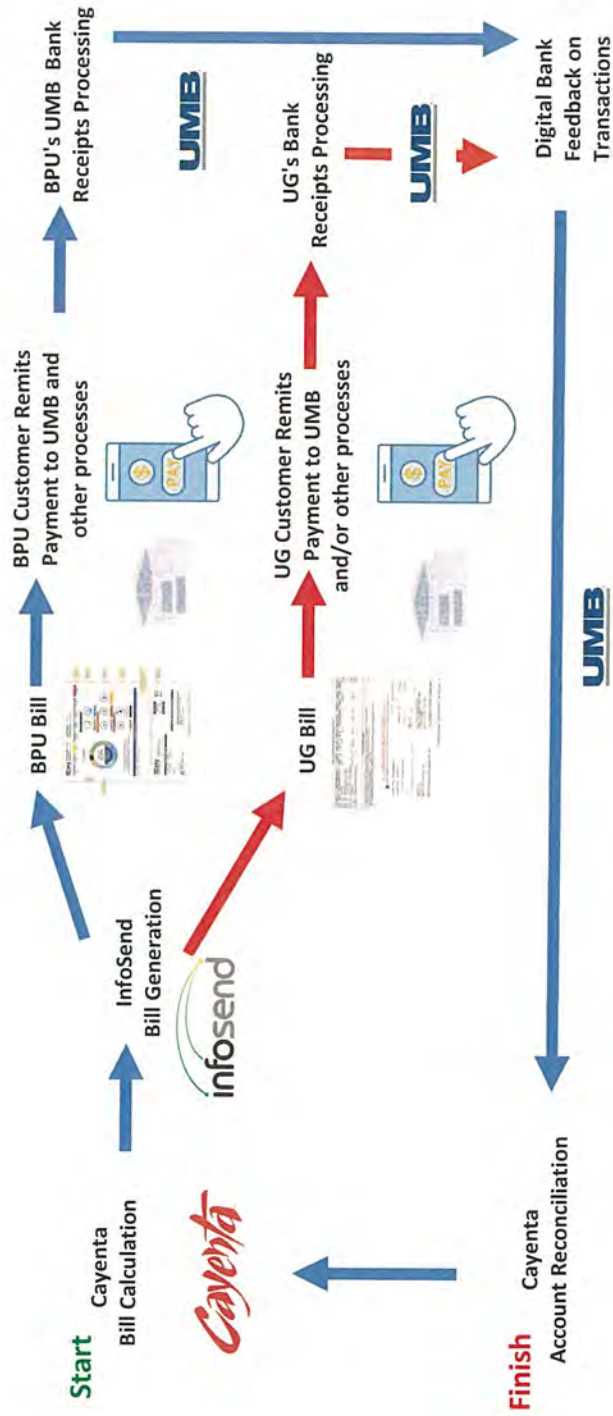 Start
Cayenta
Bill Calculation
Cayenta
InfoSend
Bill Generation
infosend
BPU Bill
BPU Customer Remits
Payment to UMB and
other processes
$
PAY
BPU's UMB Bank
Receipts Processing
UMB
UG Bill
UG Customer Remits
Payment to UMB
and/or other processes
$
PAY
UG's Bank
Receipts Processing
UMB
Digital Bank
Feedback on
Transactions
UMB
Finish
Cayenta
Account Reconciliation